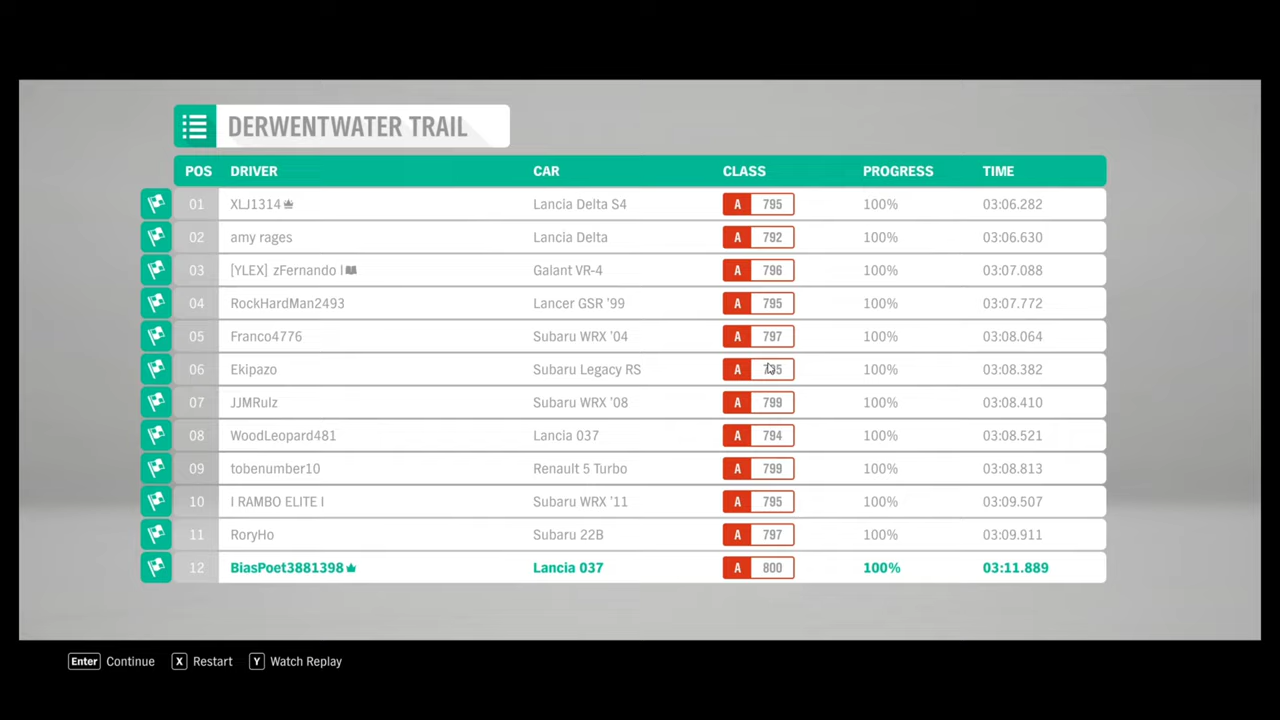 DERWENTWATER TRAIL
POS DRIVER CAR CLASS PROGRESS TIME
01 XLJ1314 Lancia Delta S4 A 795 100% 03:06.282
02 amy rages Lancia Delta A 792 100% 03:06.630
03 [YLEX] zFernando l Galant VR-4 A 796 100% 03:07.088
04 RockHardMan2493 Lancer GSR '99 A 795 100% 03:07.772
05 Franco4776 Subaru WRX '04 A 797 100% 03:08.064
06 Ekipazo Subaru Legacy RS A 100% 03:08.382
07 JJMRulz Subaru WRX '08 A 799 100% 03:08.410
08 WoodLeopard481 Lancia 037 A 794 100% 03:08.521
09 tobenumber10 Renault 5 Turbo A 799 100% 03:08.813
10 I RAMBO ELITE I Subaru WRX '11 A 795 100% 03:09.507
11 RoryHo Subaru 22B A 797 100% 03:09.911
12 BiasPoet3881398 Lancia 037 A 800 100% 03:11.889
Enter Continue X Restart Y Watch Replay